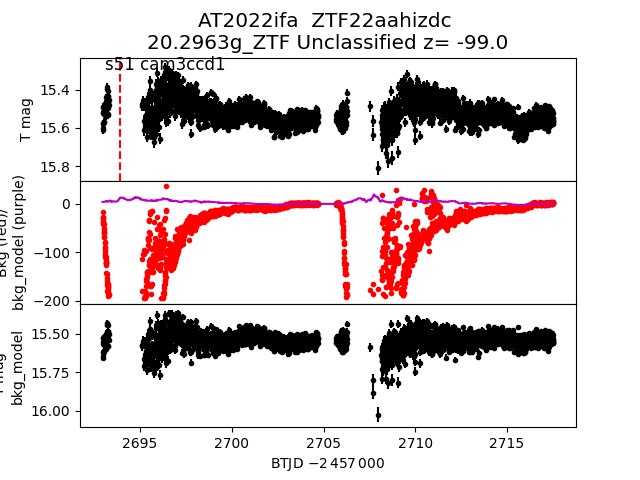 AT2022ifa ZTF22aahizdc
20.2963g_ZTF Unclassified z= -99.0
s51 cam3ccd1
15.4
15.6
15.8
T mag
0
−100
−200
Bkg (red)/
bkg_model (purple)
15.50
15.75
16.00
bkg_model
2695
2700
2705
2710
2715
BTJD −2 457 000